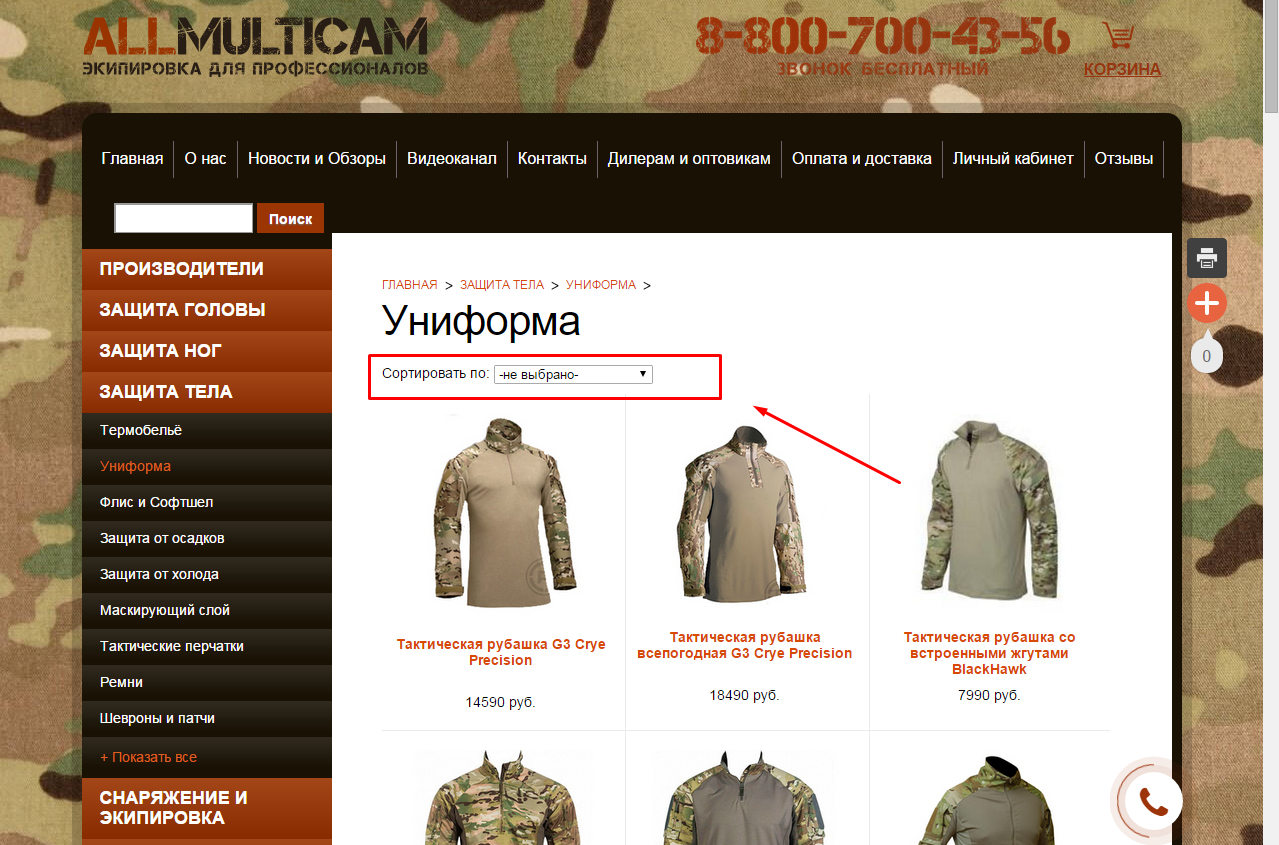 ALLMULTICAM
ЭКИПИРОВКА ДЛЯ ПРОФЕССИОНАЛОВ
8-800-700-43-56
ЗВОНОК БЕСПЛАТНЫЙ
КОРЗИНА
Главная
О нас
Новости и Обзоры
Видеоканал
Контакты
Дилерам и оптовикам
Оплата и доставка
Личный кабинет
Отзывы
Поиск
ПРОИЗВОДИТЕЛИ
ЗАЩИТА ГОЛОВЫ
ЗАЩИТА НОГ
ЗАЩИТА ТЕЛА
Термобельё
Униформа
Флис и Софтшел
Защита от осадков
Защита от холода
Маскирующий слой
Тактические перчатки
Ремни
Шевроны и патчи
+ Показать все
СНАРЯЖЕНИЕ И
ЭКИПИРОВКА
ГЛАВНАЯ > ЗАЩИТА ТЕЛА > УНИФОРМА >
Униформа
Сортировать по: -не выбрано-
Тактическая рубашка G3 Crye
Precision
14590 руб.
Тактическая рубашка
всепогодная G3 Crye Precision
18490 руб.
Тактическая рубашка со
встроенными жгутами
BlackHawk
7990 руб.
0